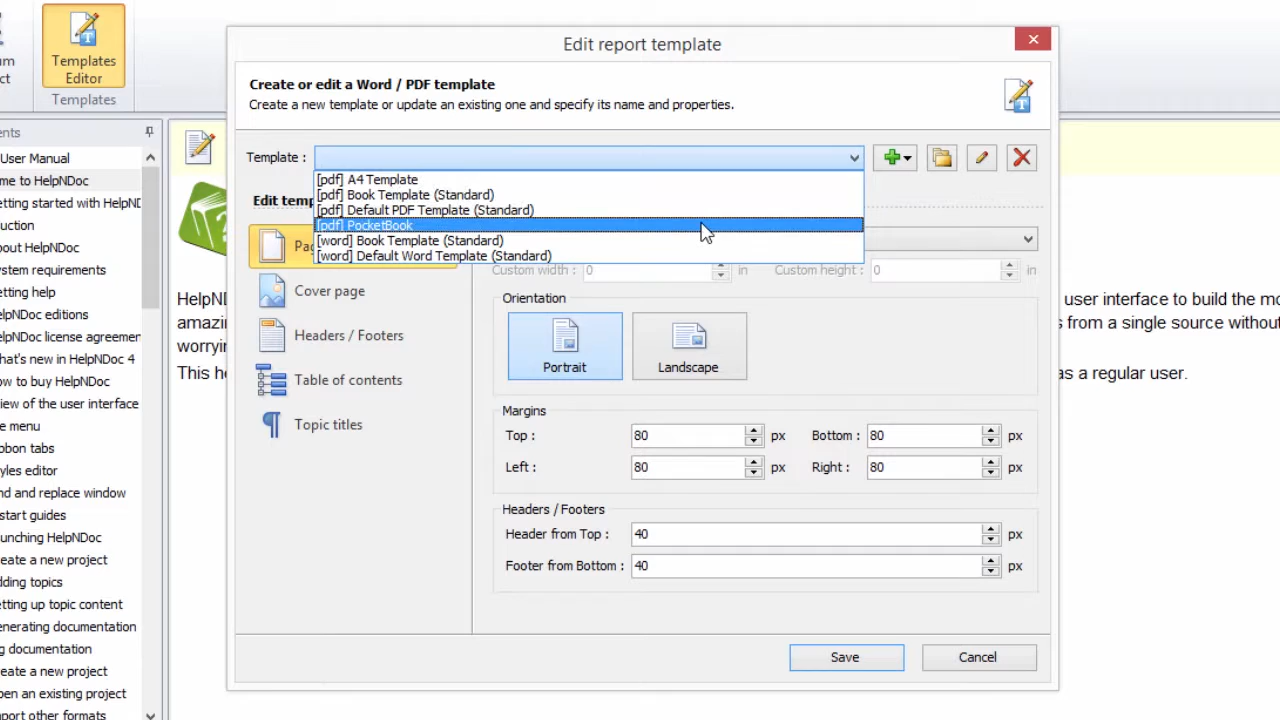 Templates
Editor
Templates
Edit report template
Create or edit a Word / PDF template
Create a new template or update an existing one and specify its name and properties.
Template :
[pdf] A4 Template
[pdf] Book Template (Standard)
[pdf] Default PDF Template (Standard)
[pdf] PocketBook
[word] Book Template (Standard)
[word] Default Word Template (Standard)
Custom width : 0 in Custom height : 0 in
Cover page
Headers / Footers
Table of contents
Topic titles
Orientation
Portrait
Landscape
Margins
Top : 80 px Bottom : 80 px
Left : 80 px Right : 80 px
Headers / Footers
Header from Top : 40 px
Footer from Bottom : 40 px
Save
Cancel
User Manual
me to HelpNDoc
etting started with HelpND
uction
bout HelpNDoc
ystem requirements
etting help
elpNDoc editions
elpNDoc license agreemen
hat's new in HelpNDoc 4
ow to buy HelpNDoc
iew of the user interface
e menu
bbon tabs
yles editor
nd and replace window
start guides
unching HelpNDoc
eate a new project
dding topics
etting up topic content
enerating documentation
g documentation
eate a new project
pen an existing project
port other formats
HelpND
user interface to build the mo
amazin
s from a single source without
worryin
This he
as a regular user.